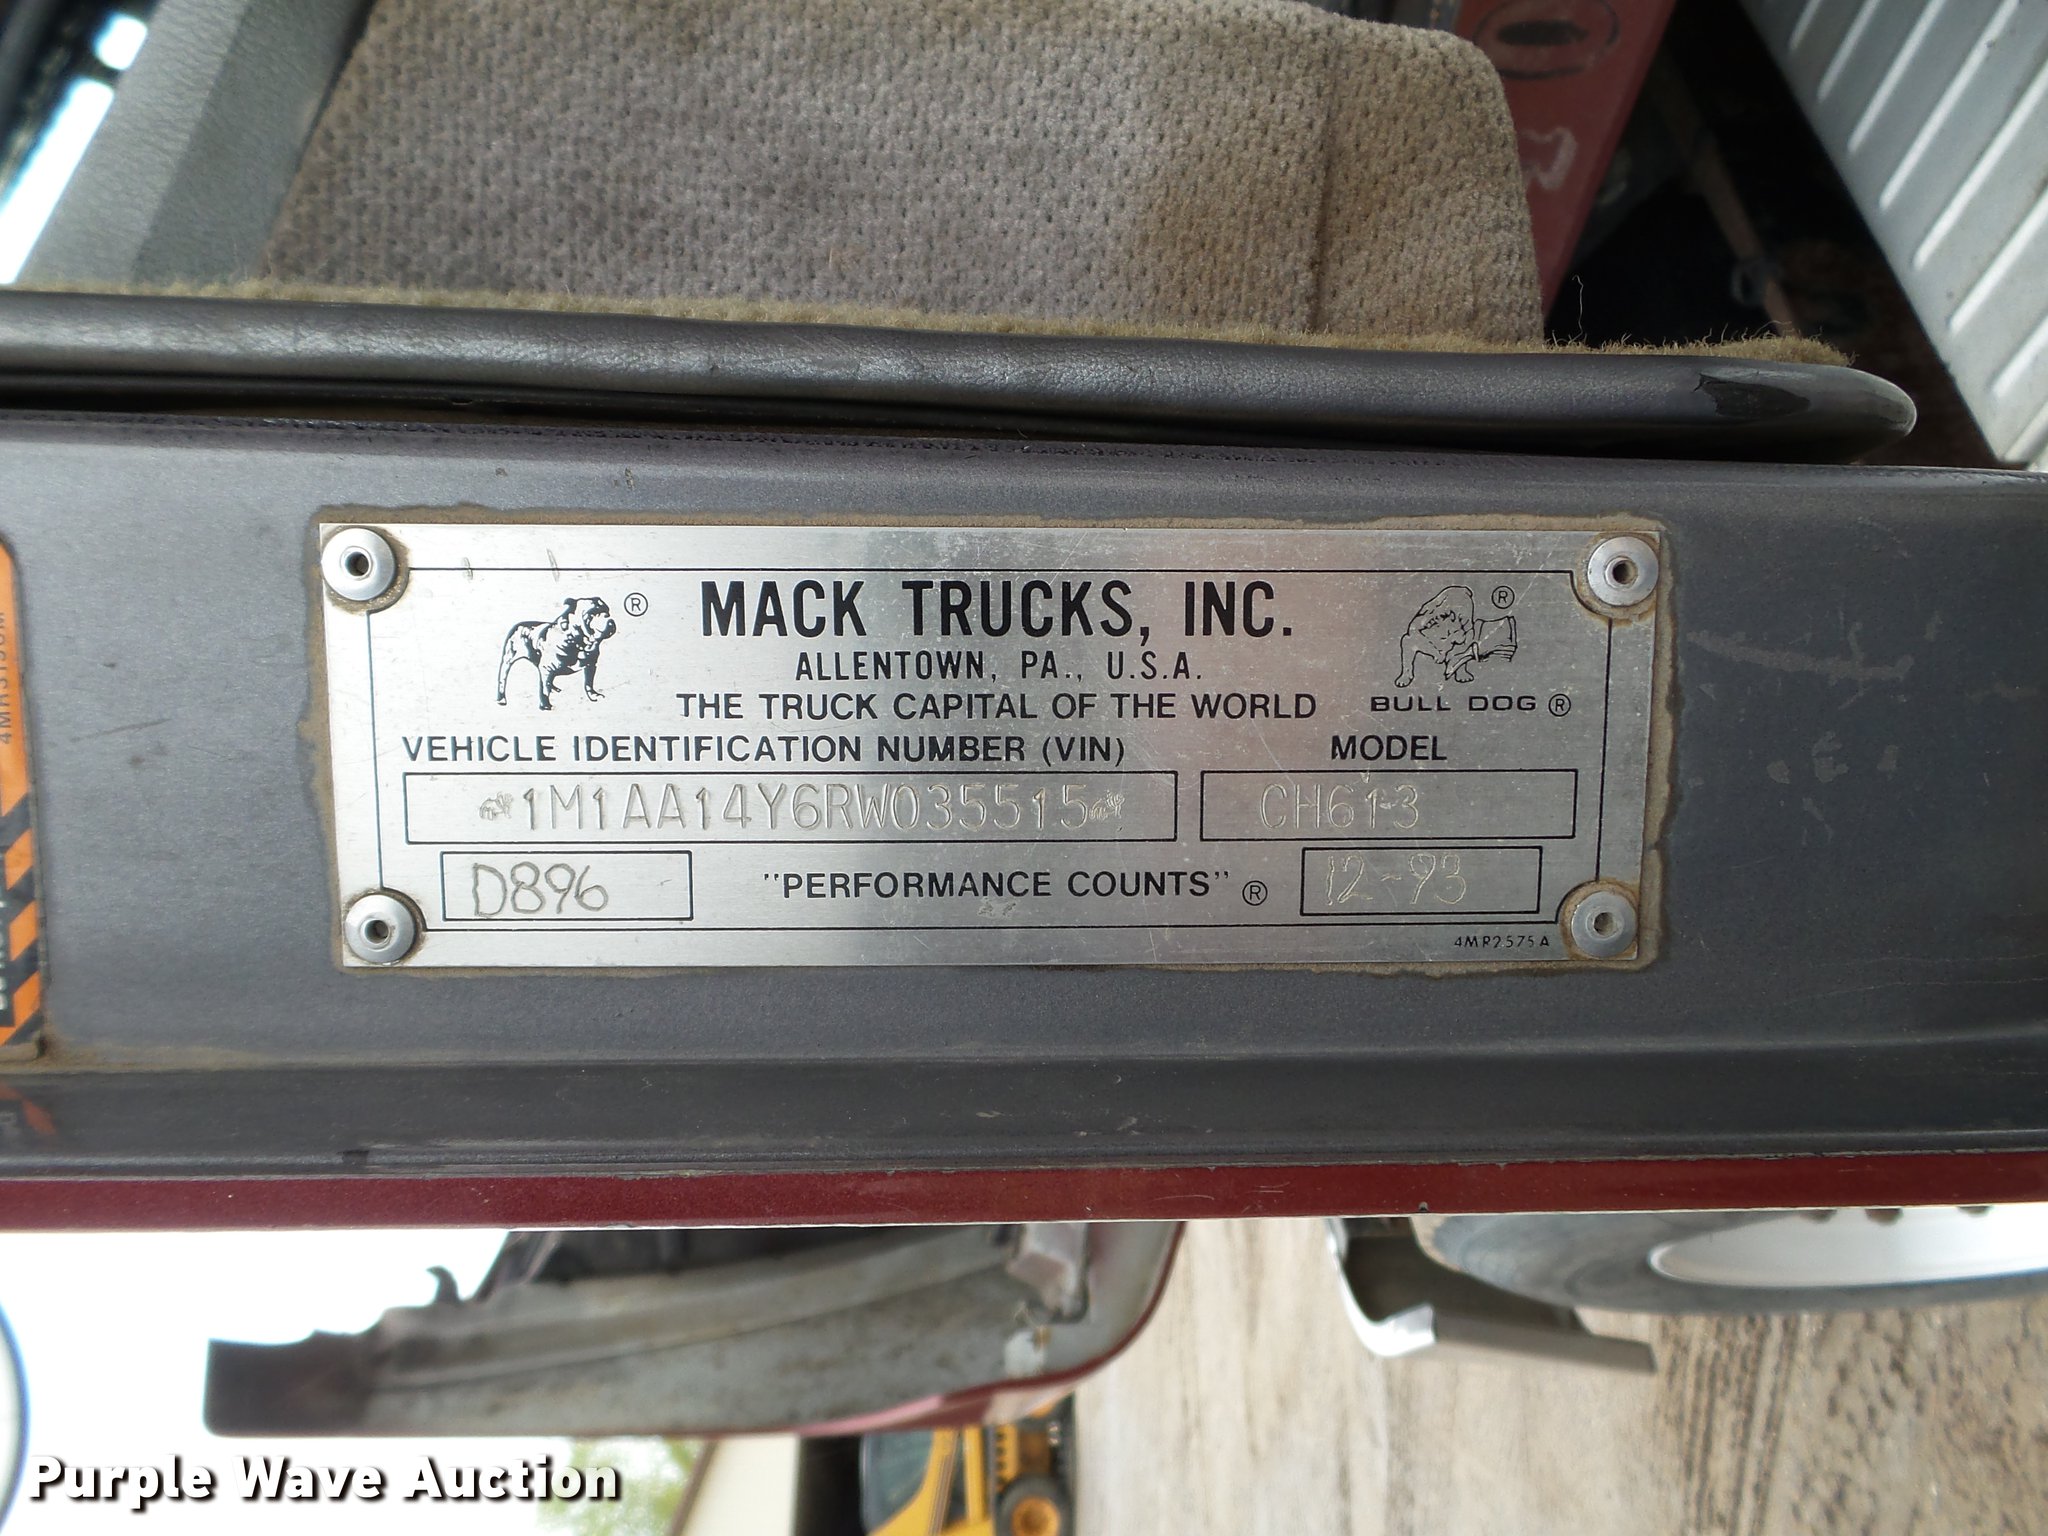 ® MACK TRUCKS, INC. ®
ALLENTOWN, PA., U.S.A.
THE TRUCK CAPITAL OF THE WORLD BULL DOG ®
VEHICLE IDENTIFICATION NUMBER (VIN) MODEL
1M1AA14Y6RW035515 CH613
D896 "PERFORMANCE COUNTS" ® 12-93
4MR2575A
Purple Wave Auction